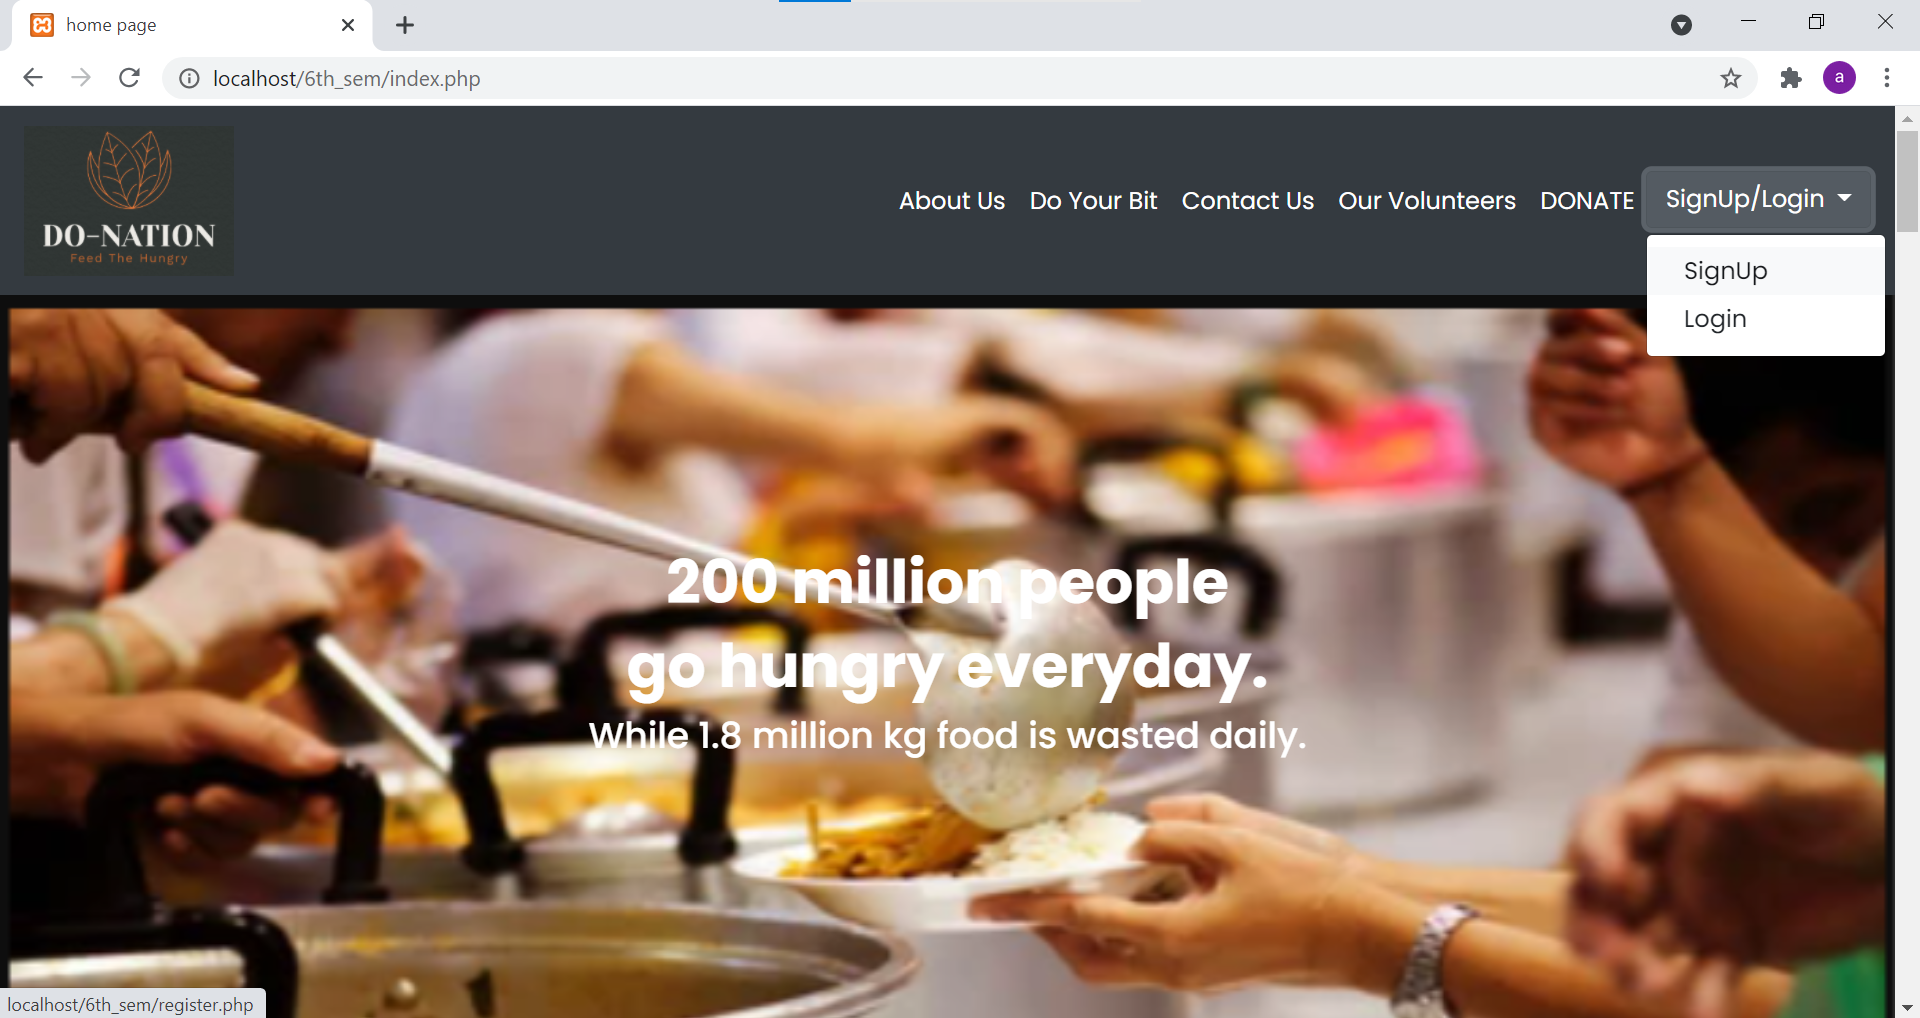 home page
localhost/6th_sem/index.php
a
DO-NATION
Feed The Hungry
About Us Do Your Bit Contact Us Our Volunteers DONATE SignUp/Login
SignUp
Login
200 million people
go hungry everyday.
While 1.8 million kg food is wasted daily.
localhost/6th_sem/register.php